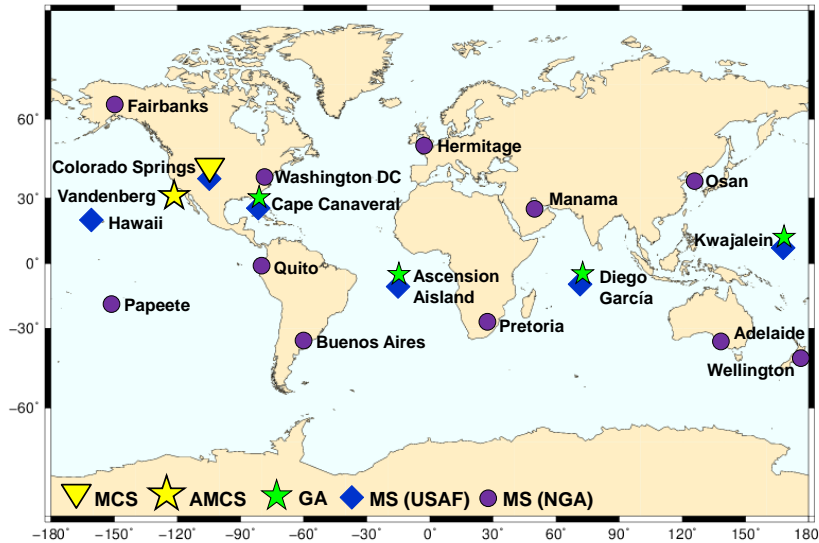 Fairbanks
60°
Hermitage
Colorado Springs
Washington DC
Manama
Osan
Vandenberg
30°
Cape Canaveral
Hawaii
Kwajalein
0°
Quito
Ascension
Aisland
Diego
García
Papeete
Pretoria
−30°
Buenos Aires
Adelaide
Wellington
−60°
MCS
AMCS
GA
MS (USAF)
MS (NGA)
−180° −150° −120° −90° −60° −30° 0° 30° 60° 90° 120° 150° 180